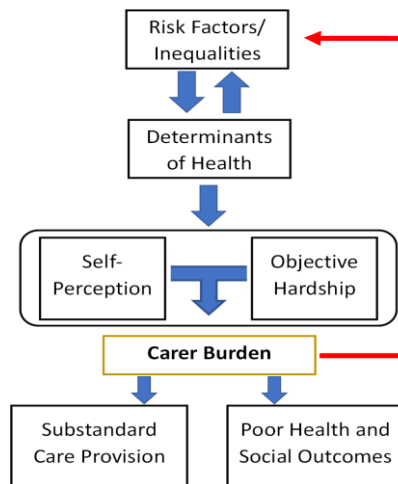 Risk Factors/
Inequalities
Determinants
of Health
Self-
Perception
Objective
Hardship
Carer Burden
Substandard
Care Provision
Poor Health and
Social Outcomes